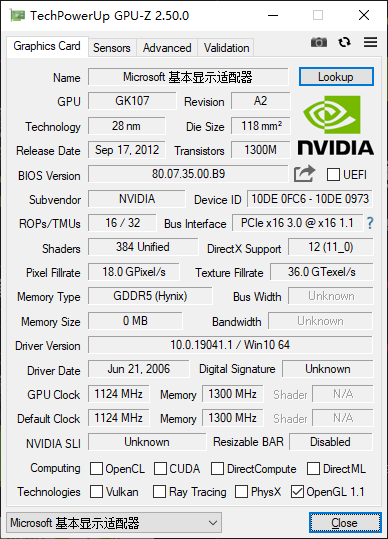 TechPowerUp GPU-Z 2.50.0
Graphics Card Sensors Advanced Validation
Name Microsoft 基本显示适配器 Lookup
GPU GK107 Revision A2
Technology 28 nm Die Size 118 mm²
Release Date Sep 17, 2012 Transistors 1300M
NVIDIA
BIOS Version 80.07.35.00.B9 UEFI
Subvendor NVIDIA Device ID 10DE 0FC6 - 10DE 0973
ROPs/TMUs 16 / 32 Bus Interface PCIe x16 3.0 @ x16 1.1 ?
Shaders 384 Unified DirectX Support 12 (11_0)
Pixel Fillrate 18.0 GPixel/s Texture Fillrate 36.0 GTexel/s
Memory Type GDDR5 (Hynix) Bus Width Unknown
Memory Size 0 MB Bandwidth Unknown
Driver Version 10.0.19041.1 / Win10 64
Driver Date Jun 21, 2006 Digital Signature Unknown
GPU Clock 1124 MHz Memory 1300 MHz Shader N/A
Default Clock 1124 MHz Memory 1300 MHz Shader N/A
NVIDIA SLI Unknown Resizable BAR Disabled
Computing OpenCL CUDA DirectCompute DirectML
Technologies Vulkan Ray Tracing PhysX OpenGL 1.1
Microsoft 基本显示适配器 Close